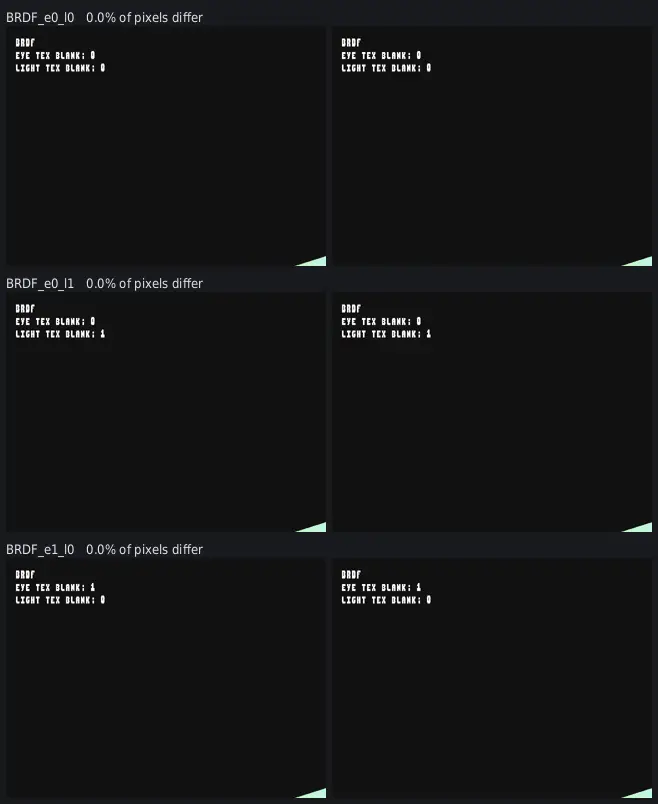 BRDF_e0_l0 0.0% of pixels differ
BRDF
EYE TEX BLANK: 0
LIGHT TEX BLANK: 0
BRDF
EYE TEX BLANK: 0
LIGHT TEX BLANK: 0
BRDF_e0_l1 0.0% of pixels differ
BRDF
EYE TEX BLANK: 0
LIGHT TEX BLANK: 1
BRDF
EYE TEX BLANK: 0
LIGHT TEX BLANK: 1
BRDF_e1_l0 0.0% of pixels differ
BRDF
EYE TEX BLANK: 1
LIGHT TEX BLANK: 0
BRDF
EYE TEX BLANK: 1
LIGHT TEX BLANK: 0